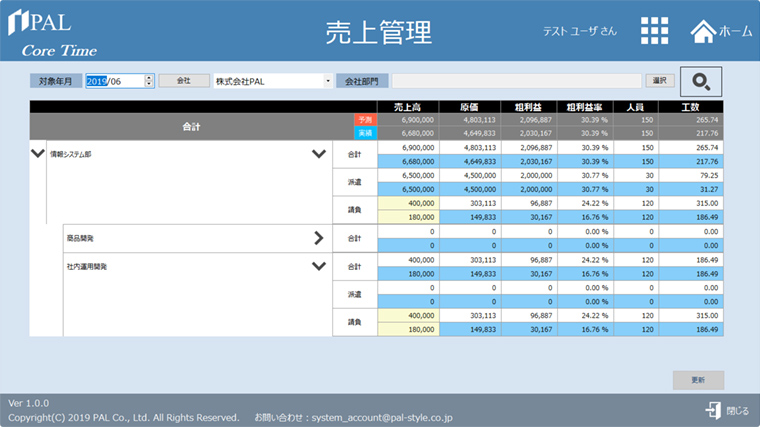 PAL
Core Time
売上管理
テスト ユーザ さん
ホーム
対象年月 2019/06 会社 株式会社PAL 会社部門 選択
売上高 原価 粗利益 粗利益率 人員 工数
合計 予測 6,900,000 4,803,113 2,096,887 30.39 % 150 265.74
実績 6,680,000 4,649,833 2,030,167 30.39 % 150 217.76
情報システム部 合計 6,900,000 4,803,113 2,096,887 30.39 % 150 265.74
6,680,000 4,649,833 2,030,167 30.39 % 150 217.76
派遣 6,500,000 4,500,000 2,000,000 30.77 % 30 79.25
6,500,000 4,500,000 2,000,000 30.77 % 30 31.27
請負 400,000 303,113 96,887 24.22 % 120 315.00
180,000 149,833 30,167 16.76 % 120 186.49
商品開発 合計 0 0 0 0.00 % 0 0.00
0 0 0 0.00 % 0 0.00
社内運用開発 合計 400,000 303,113 96,887 24.22 % 120 186.49
180,000 149,833 30,167 16.76 % 120 186.49
派遣 0 0 0 0.00 % 0 0.00
0 0 0 0.00 % 0 0.00
請負 400,000 303,113 96,887 24.22 % 120 315.00
180,000 149,833 30,167 16.76 % 120 186.49
更新
Ver 1.0.0
Copyright(C) 2019 PAL Co., Ltd. All Rights Reserved. お問い合わせ : system_account@pal-style.co.jp
閉じる